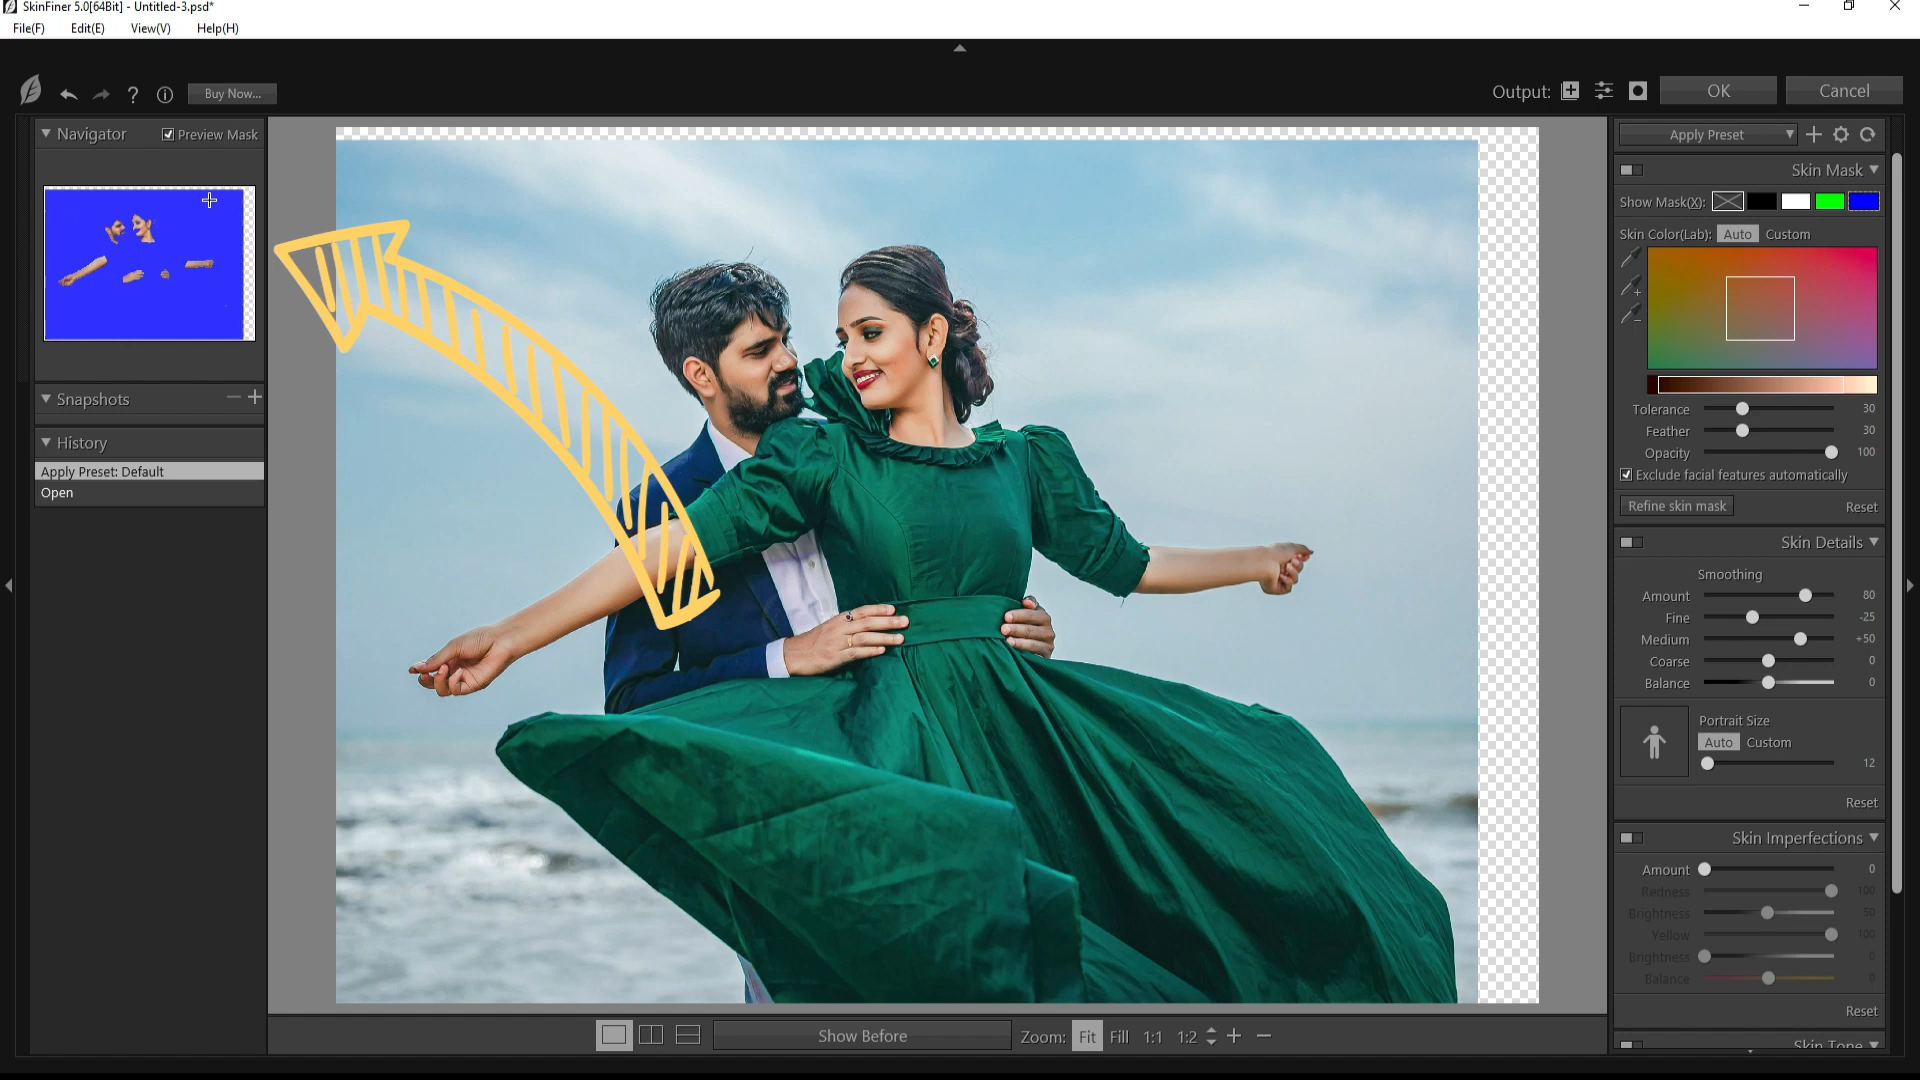 SkinFiner 5.0[64Bit] - Untitled-3.psd*
File(F) Edit(E) View(V) Help(H)
Buy Now...
Output: OK Cancel
Navigator Preview Mask
Snapshots
History
Apply Preset: Default
Open
Apply Preset
Skin Mask
Show Mask(X):
Skin Color(Lab): Auto Custom
Tolerance 30
Feather 30
Opacity 100
Exclude facial features automatically
Refine skin mask Reset
Skin Details
Smoothing
Amount 80
Fine -25
Medium +50
Coarse 0
Balance 0
Portrait Size
Auto Custom
12
Reset
Skin Imperfections
Amount 0
Redness 100
Brightness 50
Yellow 100
Brightness 0
Balance 0
Reset
Skin Tone
Show Before Zoom: Fit Fill 1:1 1:2